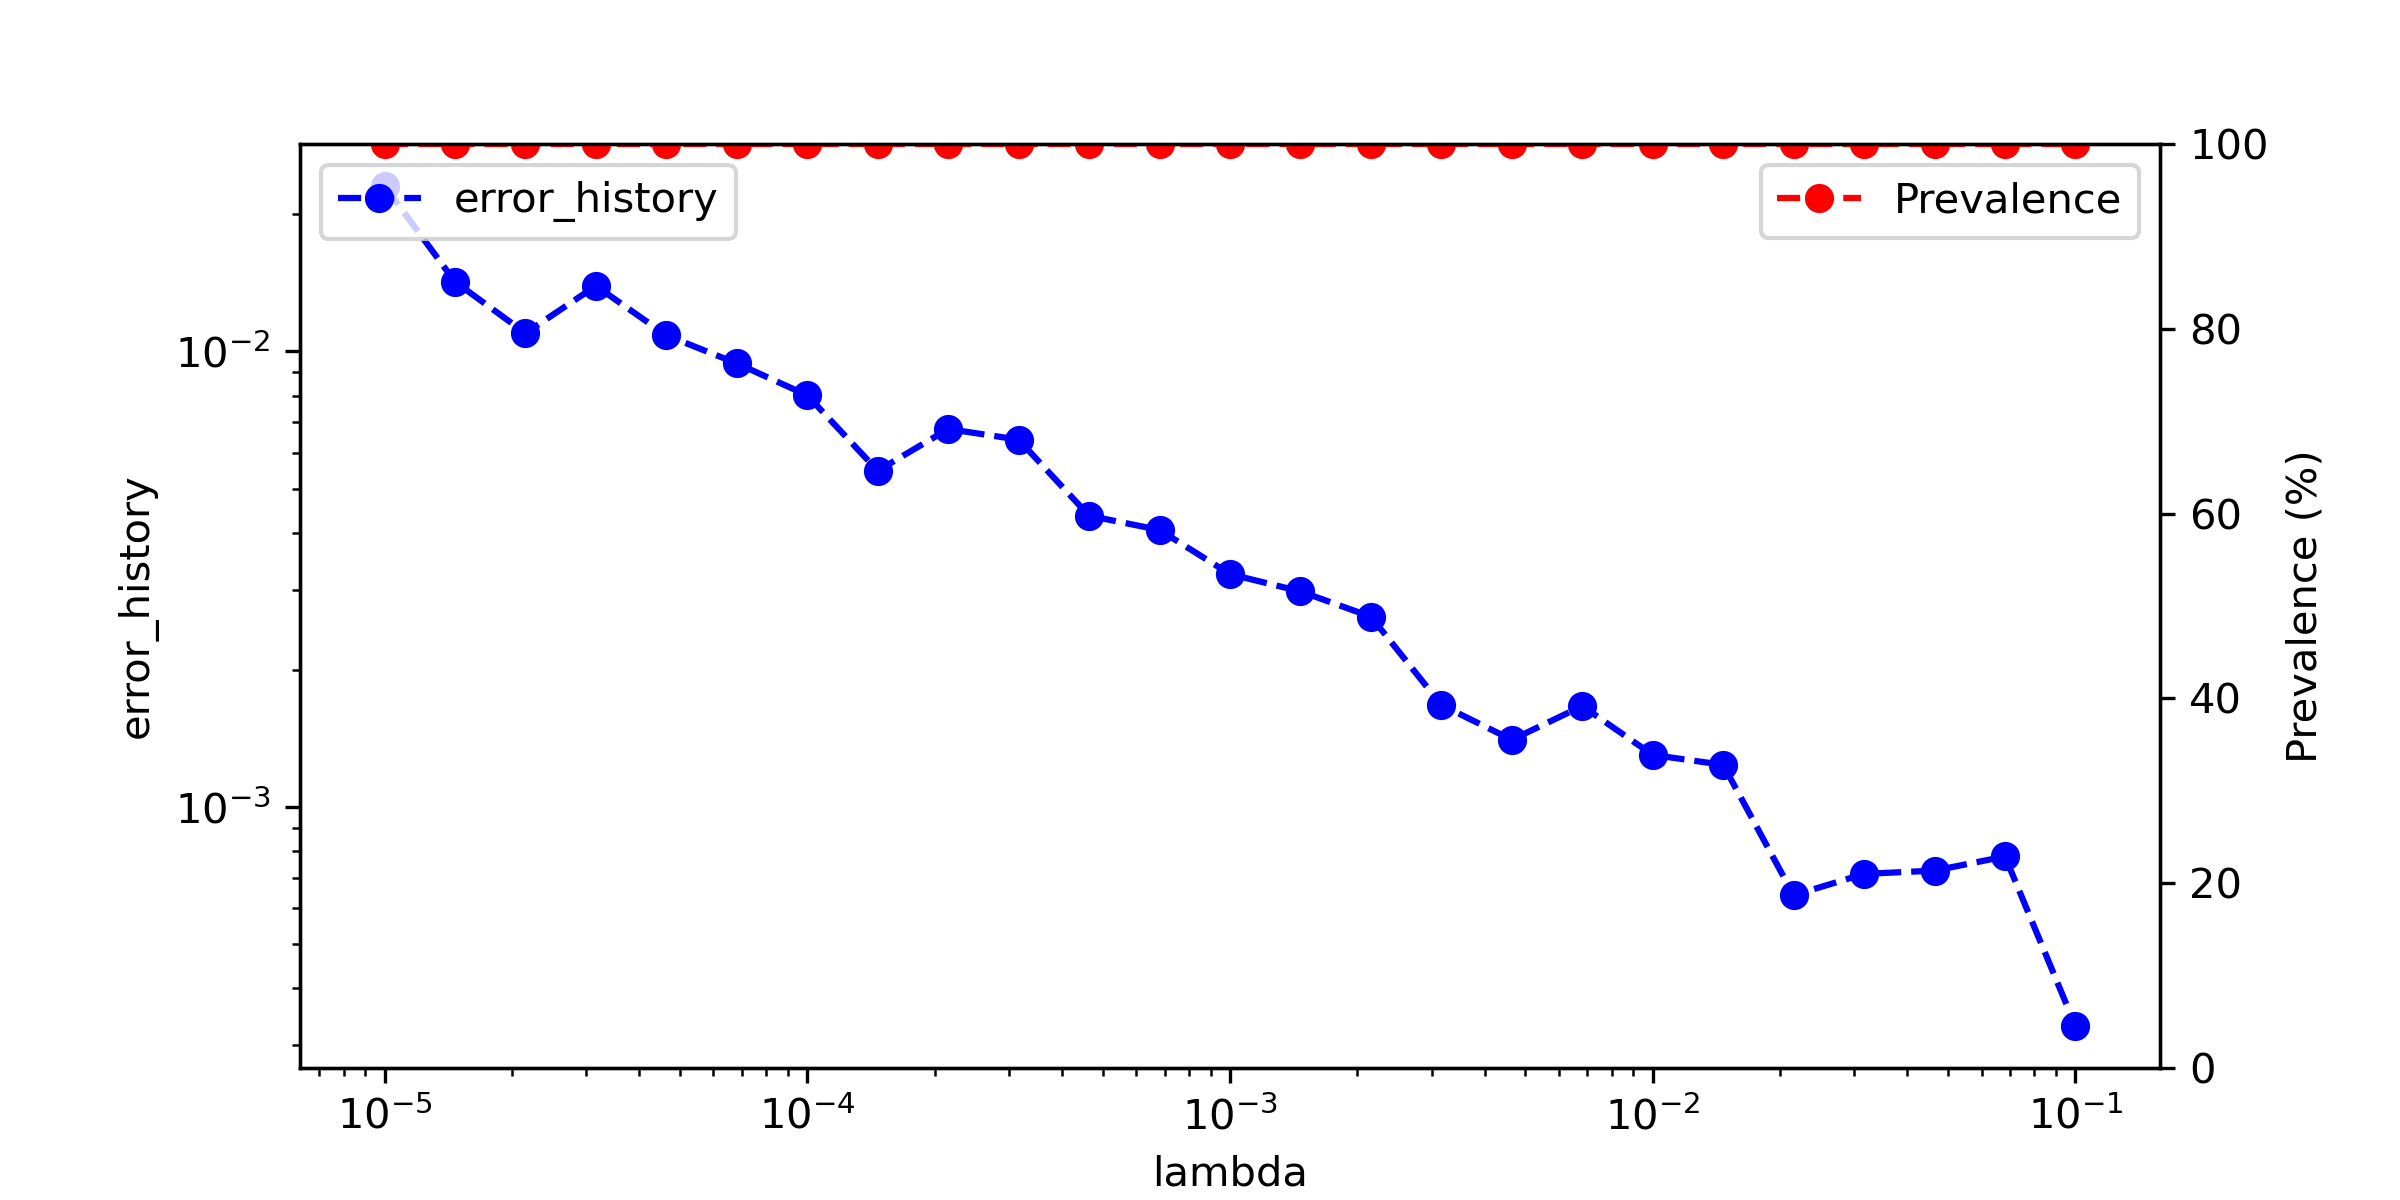 error_history
Prevalence
10⁻²
10⁻³
error_history
100
80
60
40
20
0
Prevalence (%)
10⁻⁵
10⁻⁴
10⁻³
10⁻²
10⁻¹
lambda